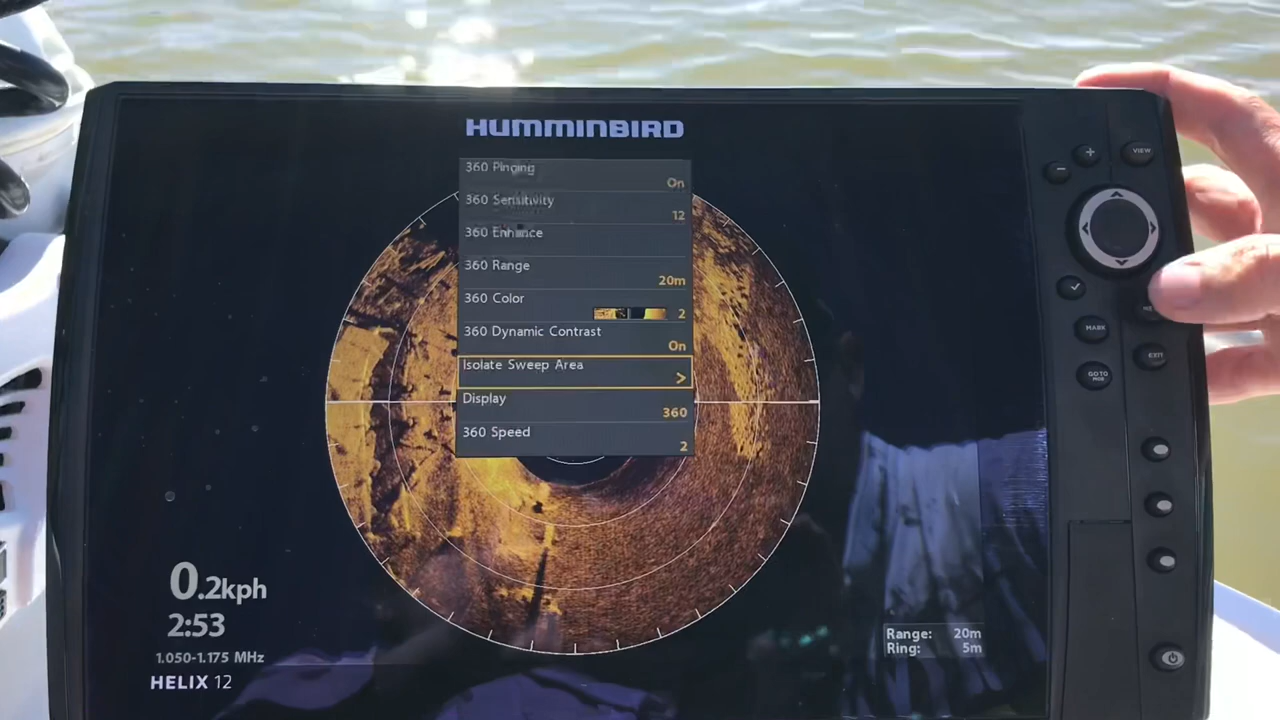 HUMMINBIRD
360 Pinging
On
360 Sensitivity
12
360 Enhance
360 Range
20m
360 Color
2
360 Dynamic Contrast
On
Isolate Sweep Area
>
Display
360
360 Speed
2
0.2kph
2:53
1.050-1.175 MHz
HELIX 12
Range: 20m
Ring: 5m
+
-
VIEW
MARK
EXIT
GO TO
MOB